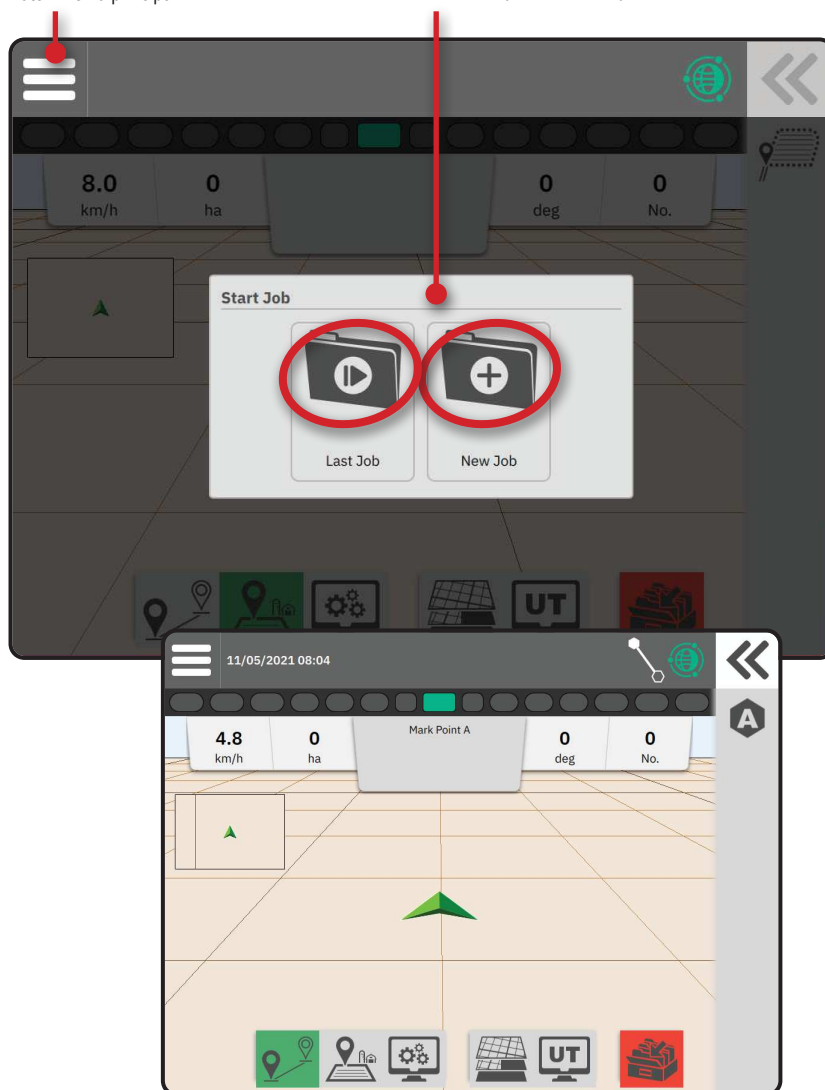 8.0
0
0
0
km/h
ha
deg
No.
Start Job
Last Job
New Job
UT
11/05/2021 08:04
Mark Point A
A
4.8
0
0
0
km/h
ha
deg
No.
UT